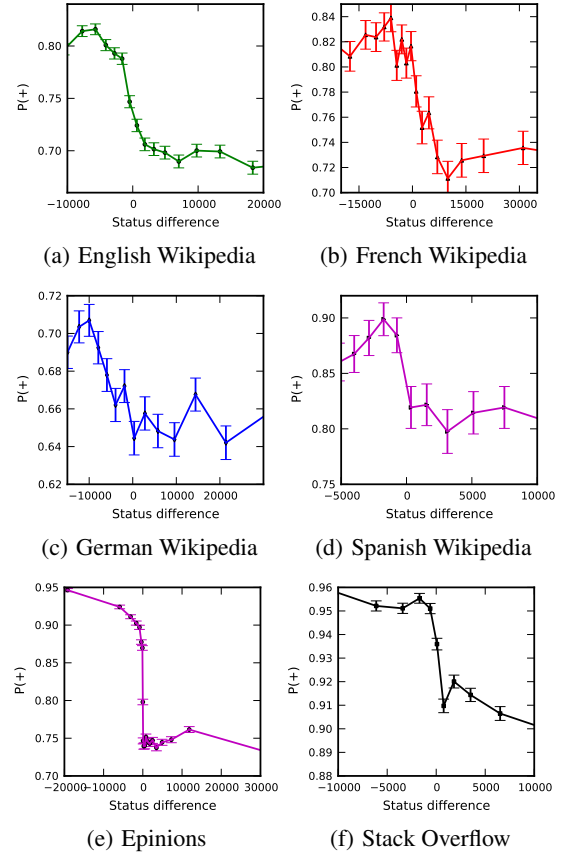 0.80
0.75
0.70
P(+)
−10000 0 10000 20000
Status difference
(a) English Wikipedia
0.84
0.82
0.80
0.78
0.76
0.74
0.72
0.70
P(+)
−15000 0 15000 30000
Status difference
(b) French Wikipedia
0.72
0.70
0.68
0.66
0.64
0.62
P(+)
−10000 0 10000 20000
Status difference
(c) German Wikipedia
0.90
0.85
0.80
0.75
P(+)
−5000 0 5000 10000
Status difference
(d) Spanish Wikipedia
0.95
0.90
0.85
0.80
0.75
0.70
P(+)
−20000 −10000 0 10000 20000 30000
Status difference
(e) Epinions
0.96
0.95
0.94
0.93
0.92
0.91
0.90
0.89
0.88
P(+)
−10000 −5000 0 5000 10000
Status difference
(f) Stack Overflow